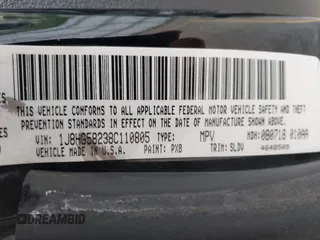 THIS VEHICLE CONFORMS TO ALL APPLICABLE FEDERAL MOTOR VEHICLE SAFETY AND THEFT
PREVENTION STANDARDS IN EFFECT ON THE DATE OF MANUFACTURE SHOWN ABOVE.
VIN: 1J8HG58238C110805 TYPE: MPV MDH: 080718 010AA
VEHICLE MADE IN U.S.A. PAINT: PXB TRIM: SLDV
DREAMBID